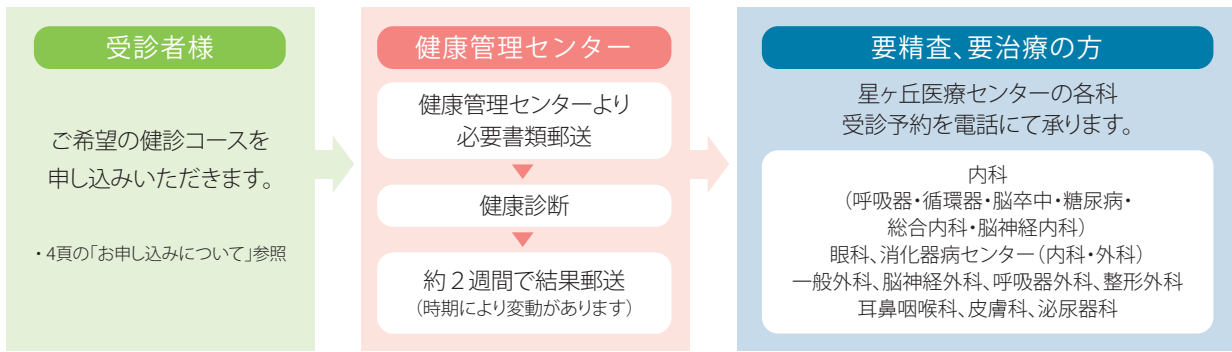 受診者様
ご希望の健診コースを
申し込みいただきます。
・4頁の「お申し込みについて」参照
健康管理センター
健康管理センターより
必要書類郵送
健康診断
約2週間で結果郵送
(時期により変動があります)
要精査、要治療の方
星ヶ丘医療センターの各科
受診予約を電話にて承ります。
内科
(呼吸器・循環器・脳卒中・糖尿病・
総合内科・脳神経内科)
眼科、消化器病センター(内科・外科)
一般外科、脳神経外科、呼吸器外科、整形外科
耳鼻咽喉科、皮膚科、泌尿器科